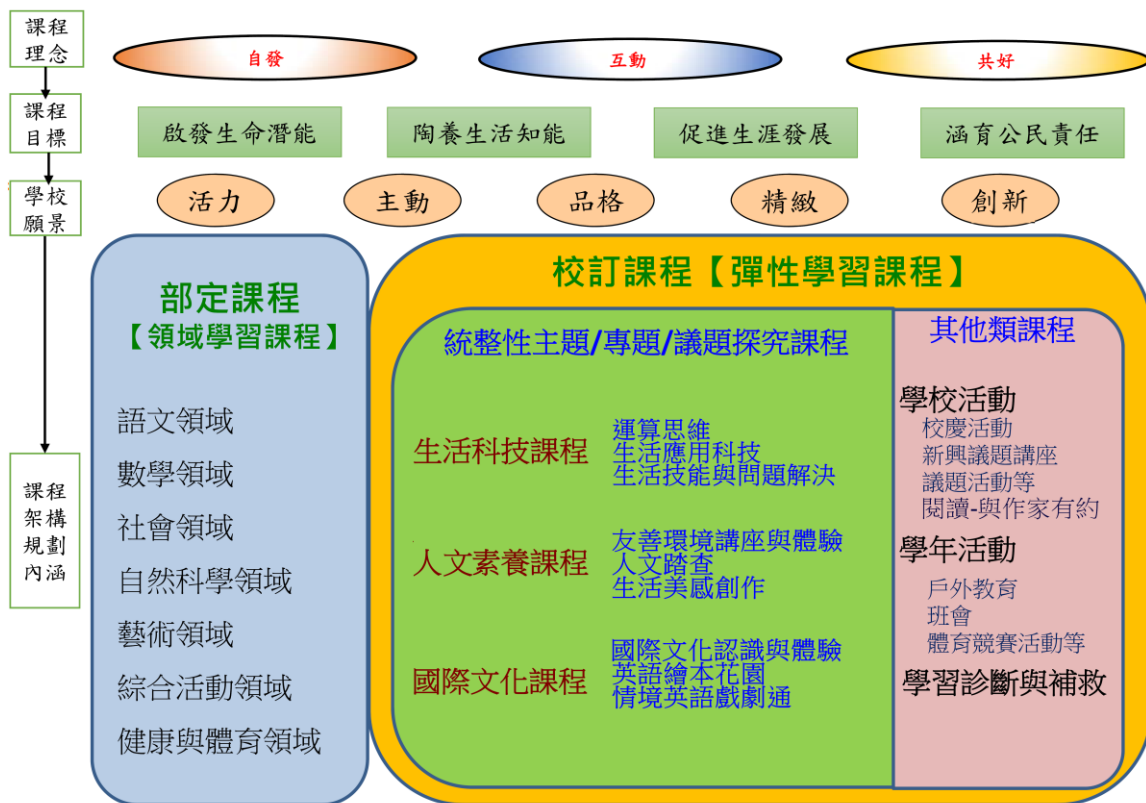 課程
理念
自發
互動
共好
課程
目標
啟發生命潛能
陶養生活知能
促進生涯發展
涵育公民責任
學校
願景
活力
主動
品格
精緻
創新
課程
架構
規劃
內涵
部定課程
【領域學習課程】
語文領域
數學領域
社會領域
自然科學領域
藝術領域
綜合活動領域
健康與體育領域
校訂課程【彈性學習課程】
統整性主題/專題/議題探究課程
生活科技課程
運算思維
生活應用科技
生活技能與問題解決
人文素養課程
友善環境講座與體驗
人文踏查
生活美感創作
國際文化課程
國際文化認識與體驗
英語繪本花園
情境英語戲劇通
其他類課程
學校活動
校慶活動
新興議題講座
議題活動等
閱讀-與作家有約
學年活動
戶外教育
班會
體育競賽活動等
學習診斷與補救